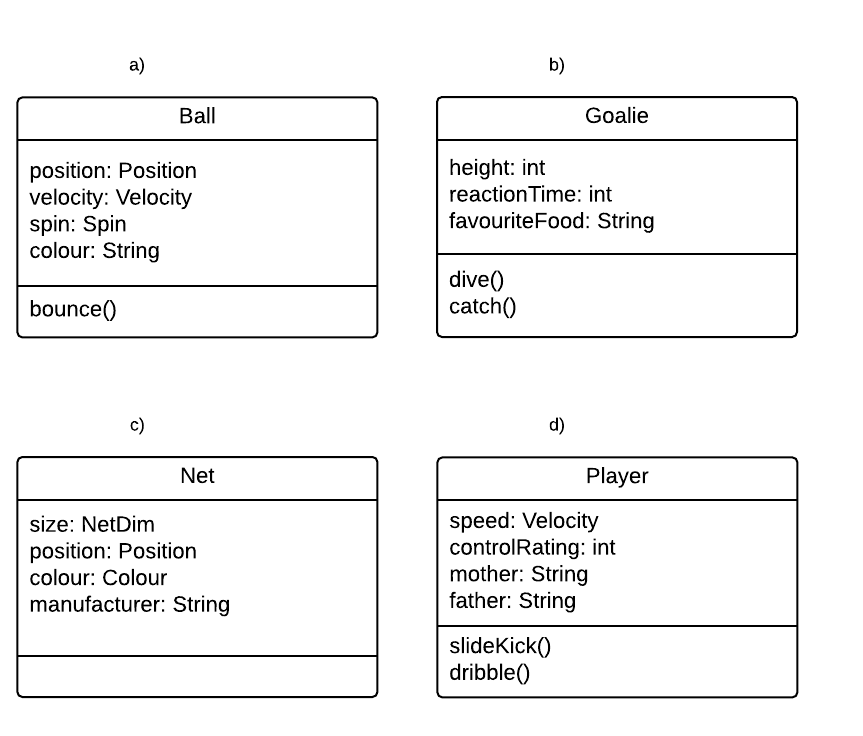 a)
Ball
position: Position
velocity: Velocity
spin: Spin
colour: String
bounce()
b)
Goalie
height: int
reactionTime: int
favouriteFood: String
dive()
catch()
c)
Net
size: NetDim
position: Position
colour: Colour
manufacturer: String
d)
Player
speed: Velocity
controlRating: int
mother: String
father: String
slideKick()
dribble()